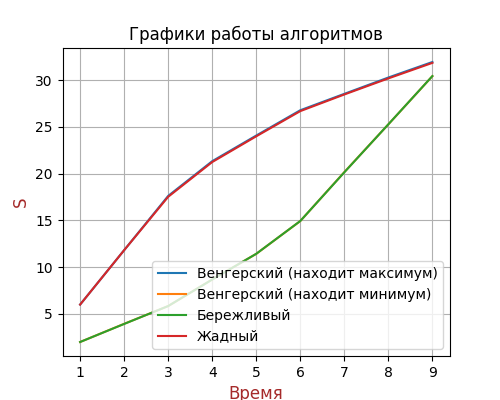 Графики работы алгоритмов
S
30
25
20
15
10
5
Венгерский (находит максимум)
Венгерский (находит минимум)
Бережливый
Жадный
1 2 3 4 5 6 7 8 9
Время